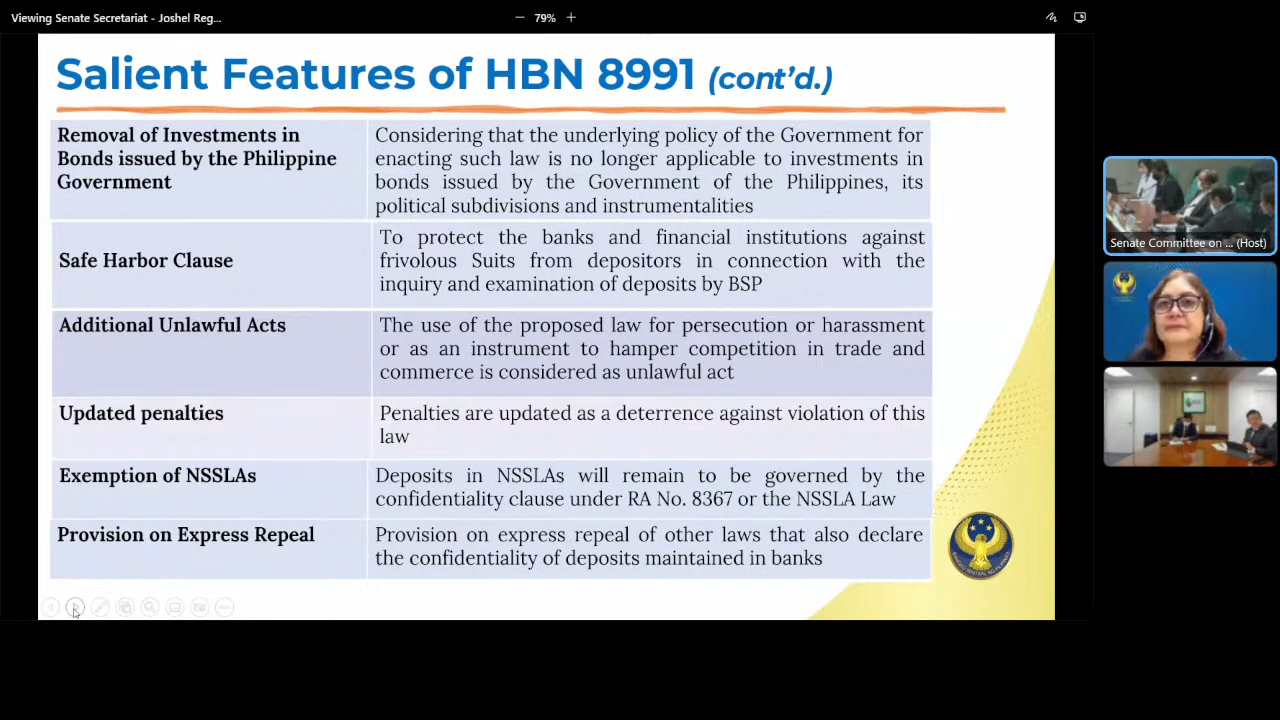 Viewing Senate Secretariat - Joshel Reg...
79%
Salient Features of HBN 8991 (cont'd.)
Removal of Investments in
Bonds issued by the Philippine
Government
Considering that the underlying policy of the Government for
enacting such law is no longer applicable to investments in
bonds issued by the Government of the Philippines, its
political subdivisions and instrumentalities
Safe Harbor Clause
To protect the banks and financial institutions against
frivolous Suits from depositors in connection with the
inquiry and examination of deposits by BSP
Additional Unlawful Acts
The use of the proposed law for persecution or harassment
or as an instrument to hamper competition in trade and
commerce is considered as unlawful act
Updated penalties
Penalties are updated as a deterrence against violation of this
law
Exemption of NSSLAs
Deposits in NSSLAs will remain to be governed by the
confidentiality clause under RA No. 8367 or the NSSLA Law
Provision on Express Repeal
Provision on express repeal of other laws that also declare
the confidentiality of deposits maintained in banks
Senate Committee on ... (Host)